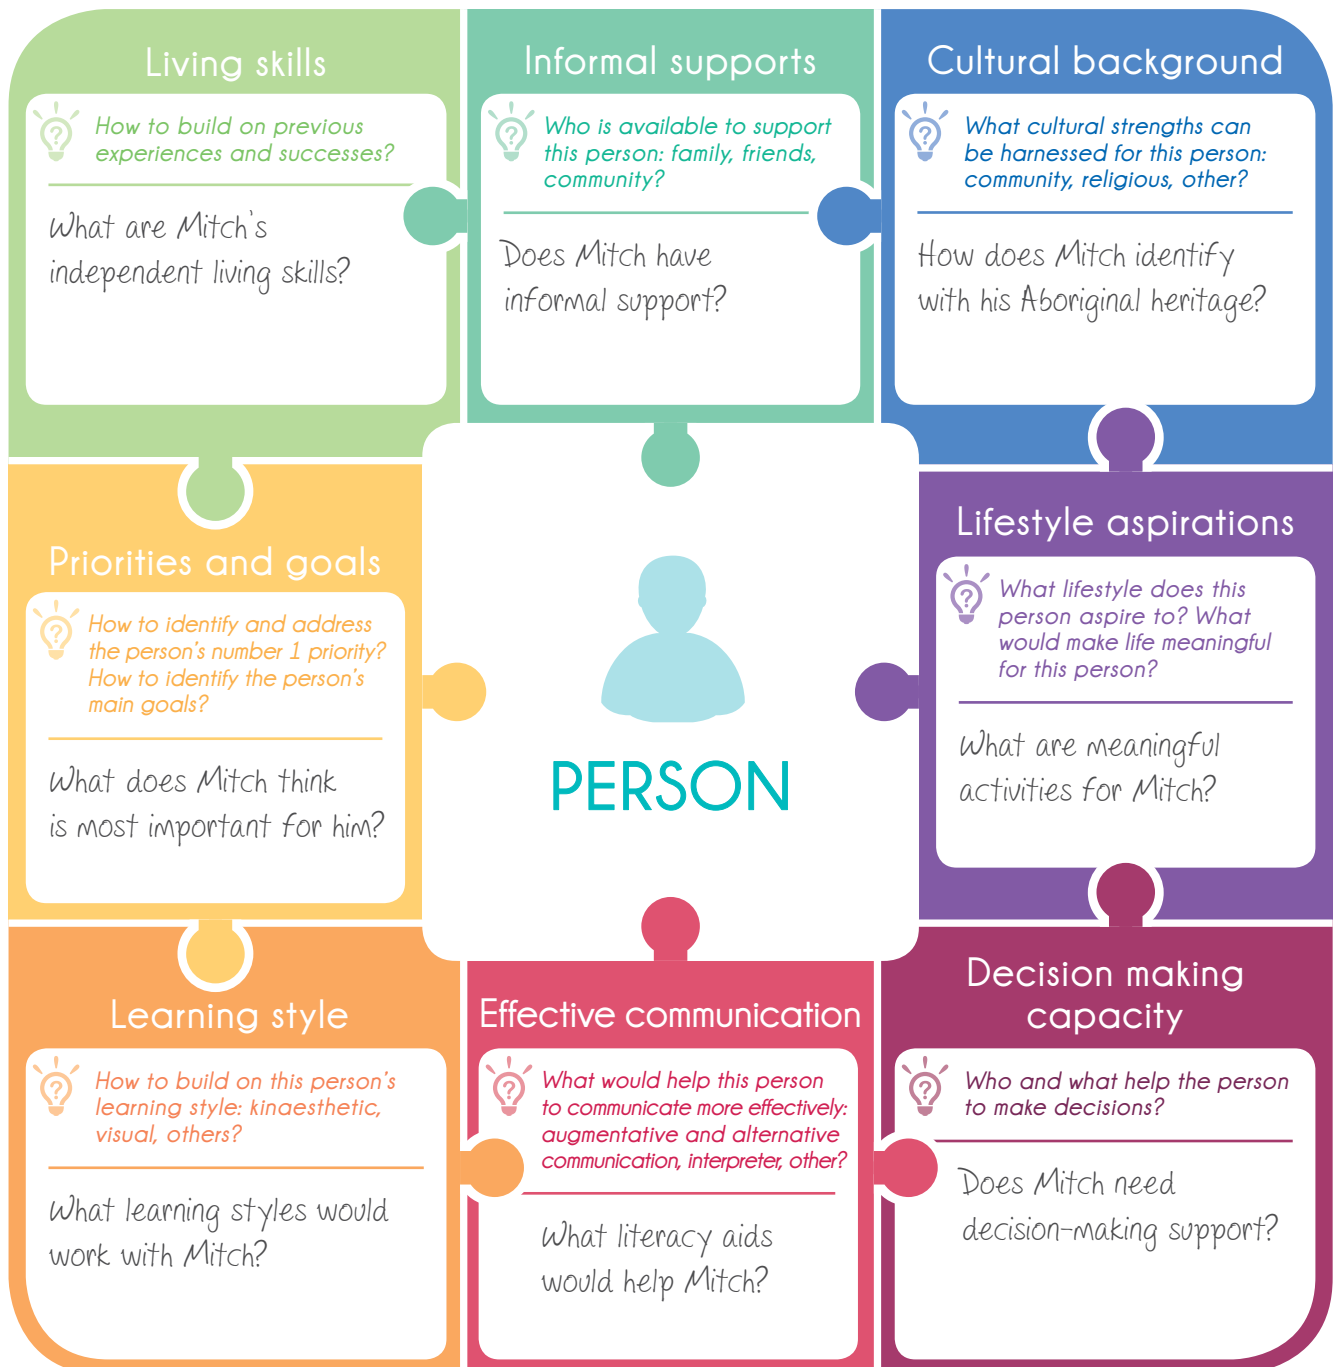 Living skills
How to build on previous
experiences and successes?
What are Mitch's
independent living skills?
Informal supports
Who is available to support
this person: family, friends,
community?
Does Mitch have
informal support?
Cultural background
What cultural strengths can
be harnessed for this person:
community, religious, other?
How does Mitch identify
with his Aboriginal heritage?
Priorities and goals
How to identify and address
the person's number 1 priority?
How to identify the person's
main goals?
What does Mitch think
is most important for him?
PERSON
Lifestyle aspirations
What lifestyle does this
person aspire to? What
would make life meaningful
for this person?
What are meaningful
activities for Mitch?
Learning style
How to build on this person's
learning style: kinaesthetic,
visual, others?
What learning styles would
work with Mitch?
Effective communication
What would help this person
to communicate more effectively:
augmentative and alternative
communication, interpreter, other?
What literacy aids
would help Mitch?
Decision making
capacity
Who and what help the person
to make decisions?
Does Mitch need
decision-making support?